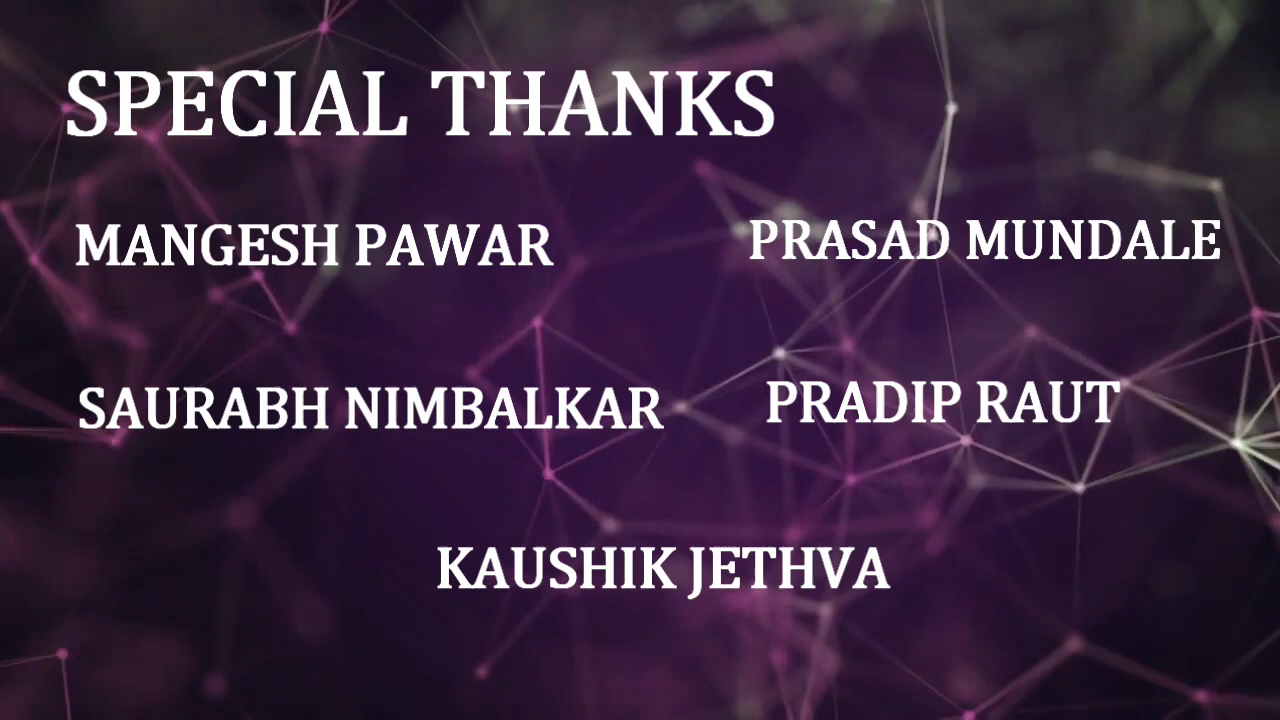 SPECIAL THANKS
MANGESH PAWAR
PRASAD MUNDALE
SAURABH NIMBALKAR
PRADIP RAUT
KAUSHIK JETHVA